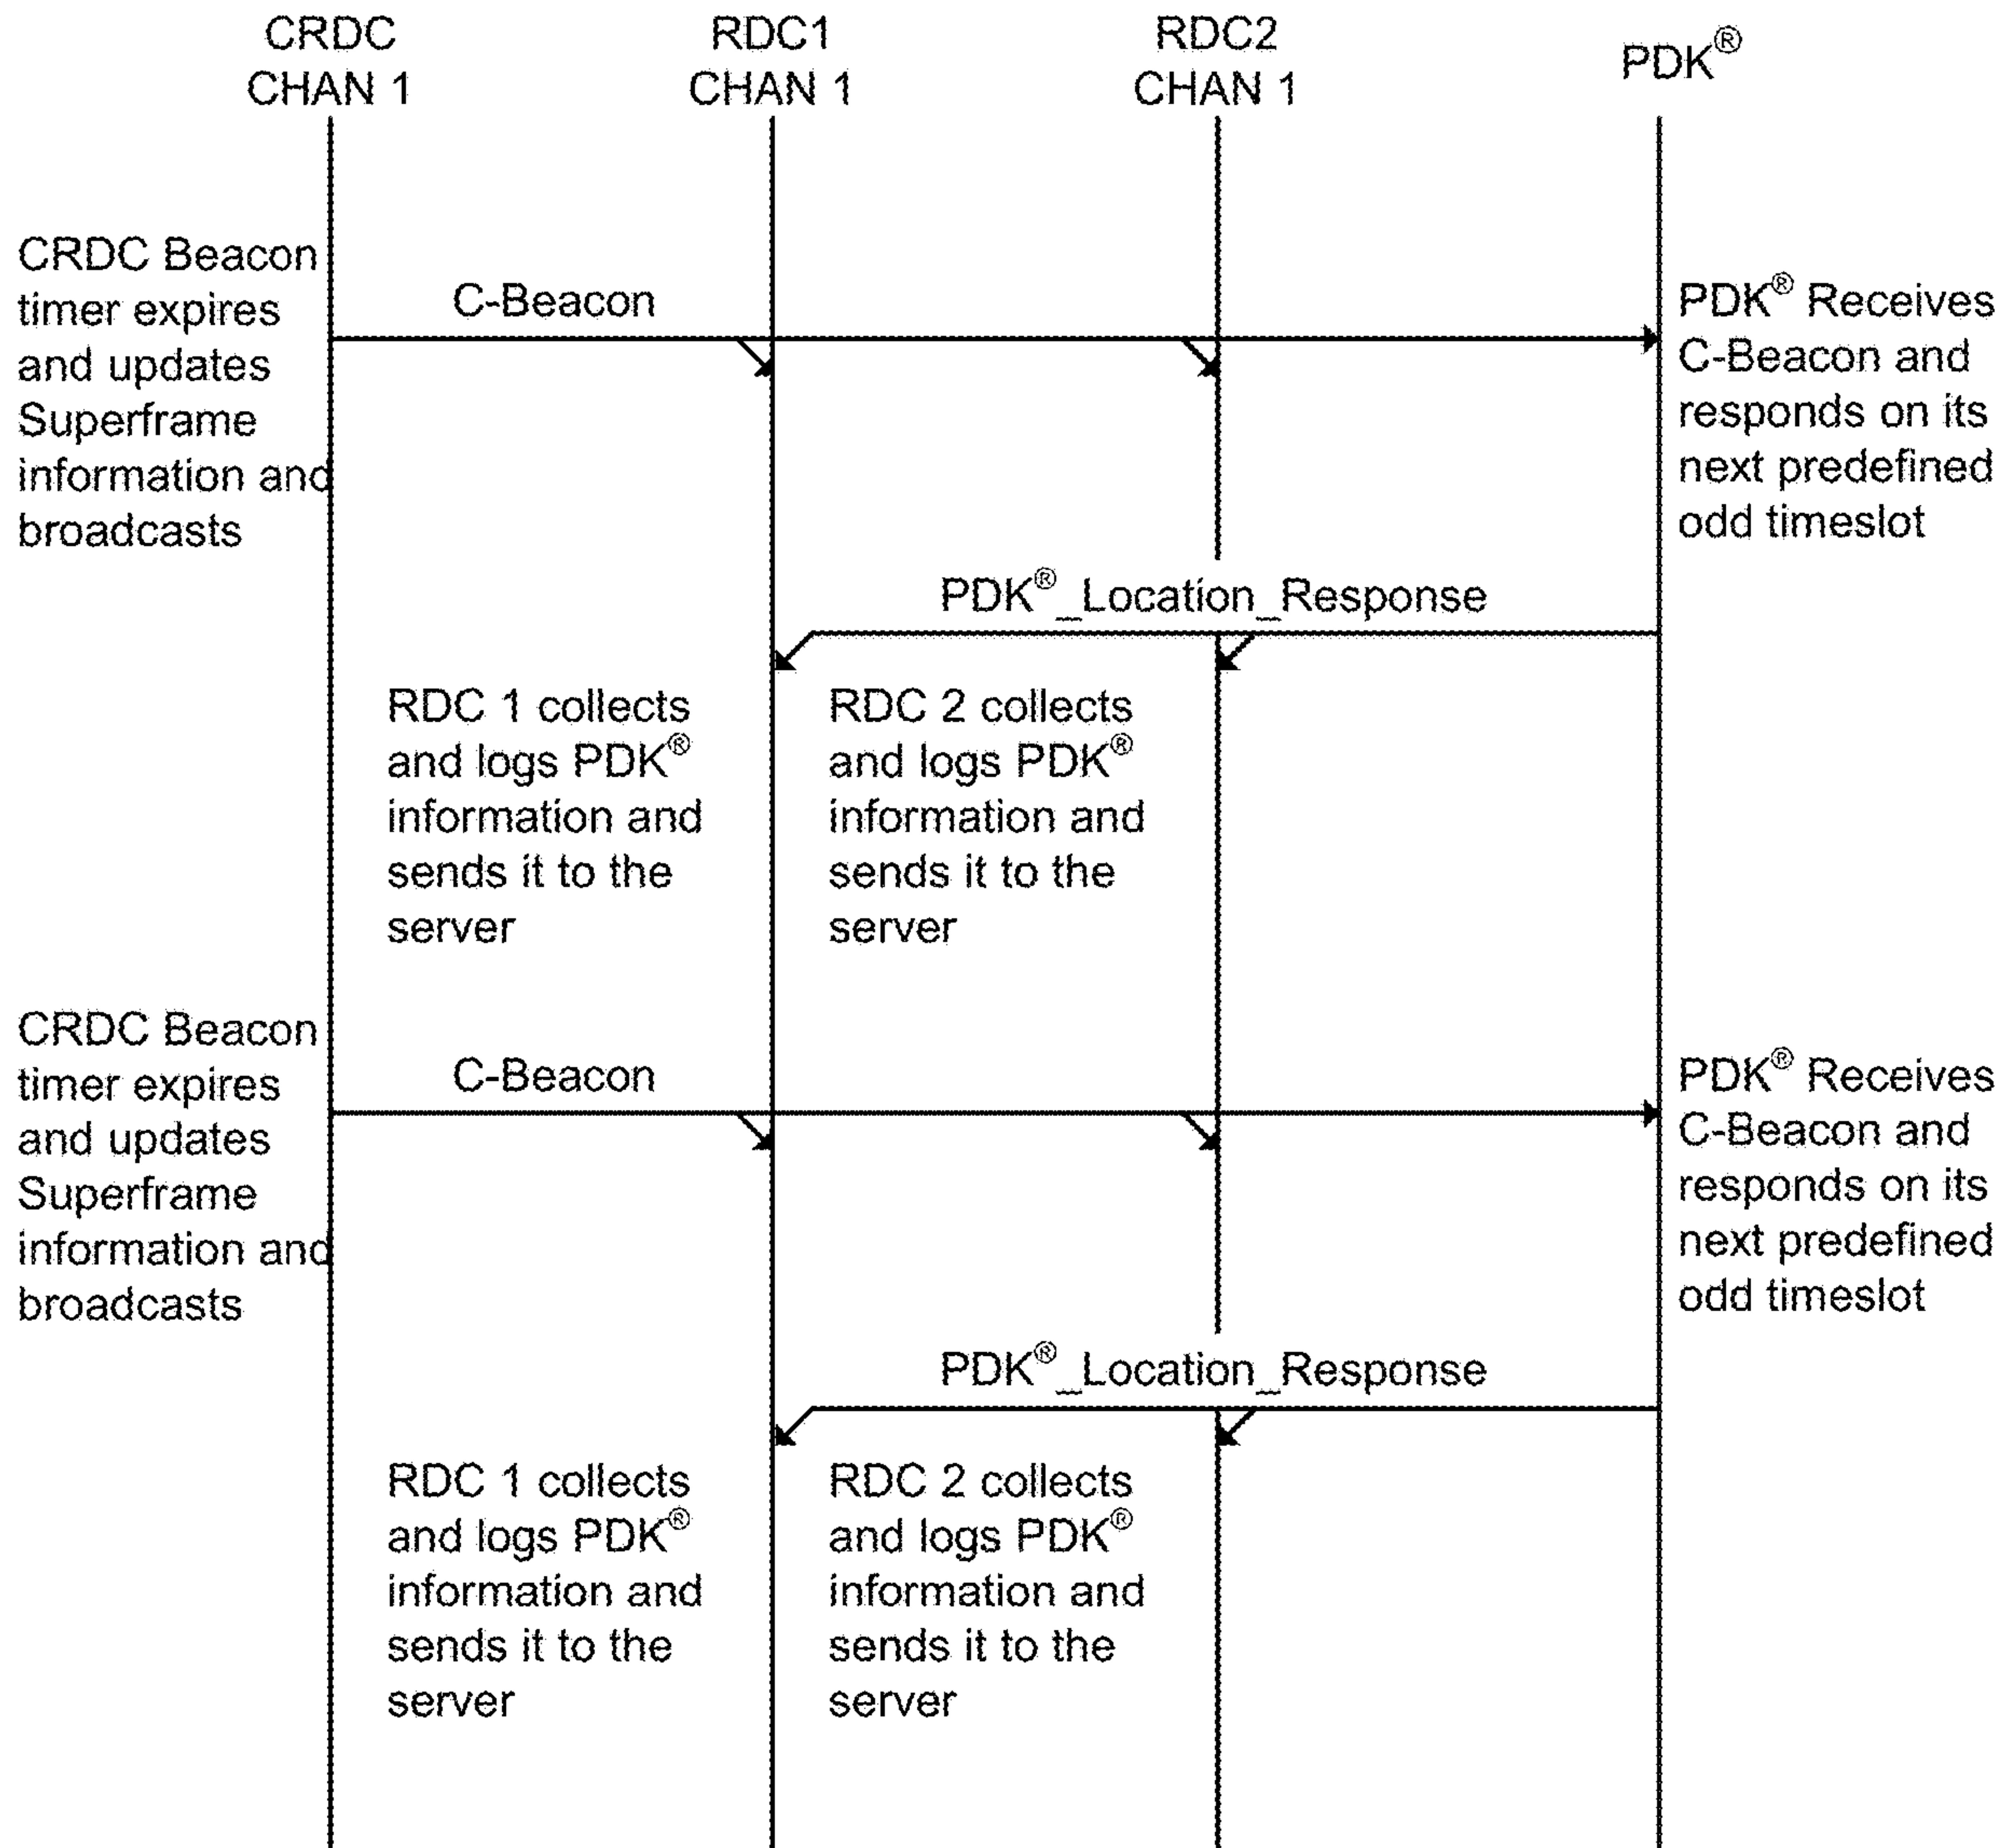 CRDC
CHAN 1
RDC1
CHAN 1
RDC2
CHAN 1
PDK®
CRDC Beacon
timer expires
and updates
Superframe
information and
broadcasts
C-Beacon
PDK® Receives
C-Beacon and
responds on its
next predefined
odd timeslot
PDK®_Location_Response
RDC 1 collects
and logs PDK®
information and
sends it to the
server
RDC 2 collects
and logs PDK®
information and
sends it to the
server
CRDC Beacon
timer expires
and updates
Superframe
information and
broadcasts
C-Beacon
PDK® Receives
C-Beacon and
responds on its
next predefined
odd timeslot
PDK®_Location_Response
RDC 1 collects
and logs PDK®
information and
sends it to the
server
RDC 2 collects
and logs PDK®
information and
sends it to the
server